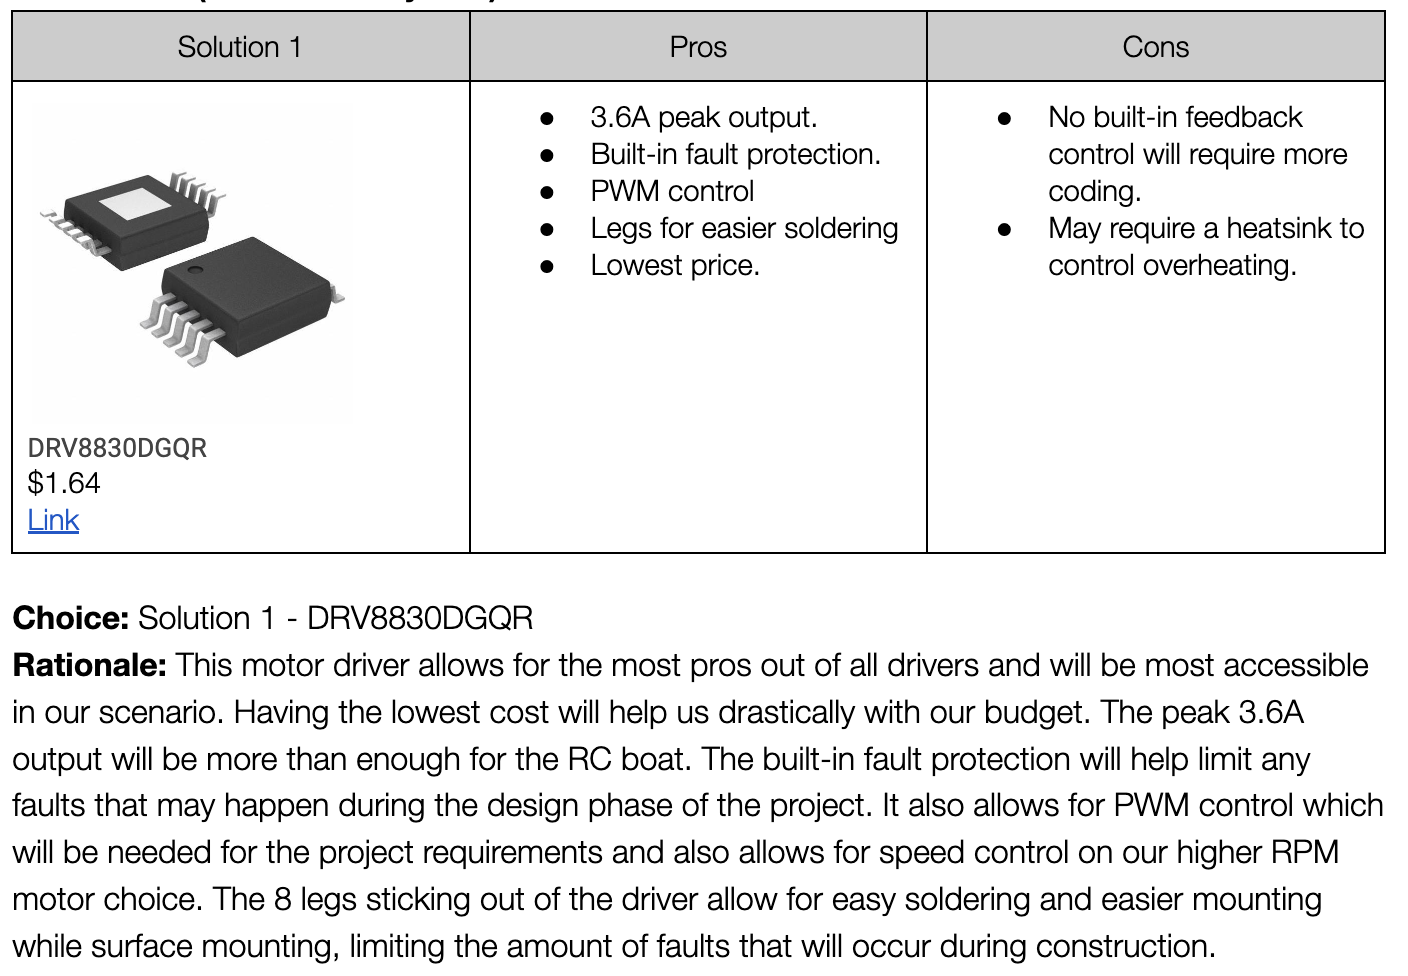 Solution 1
Pros
Cons
DRV8830DGQR
$1.64
Link
● 3.6A peak output.
● Built-in fault protection.
● PWM control
● Legs for easier soldering
● Lowest price.
● No built-in feedback
control will require more
coding.
● May require a heatsink to
control overheating.
Choice: Solution 1 - DRV8830DGQR
Rationale: This motor driver allows for the most pros out of all drivers and will be most accessible
in our scenario. Having the lowest cost will help us drastically with our budget. The peak 3.6A
output will be more than enough for the RC boat. The built-in fault protection will help limit any
faults that may happen during the design phase of the project. It also allows for PWM control which
will be needed for the project requirements and also allows for speed control on our higher RPM
motor choice. The 8 legs sticking out of the driver allow for easy soldering and easier mounting
while surface mounting, limiting the amount of faults that will occur during construction.